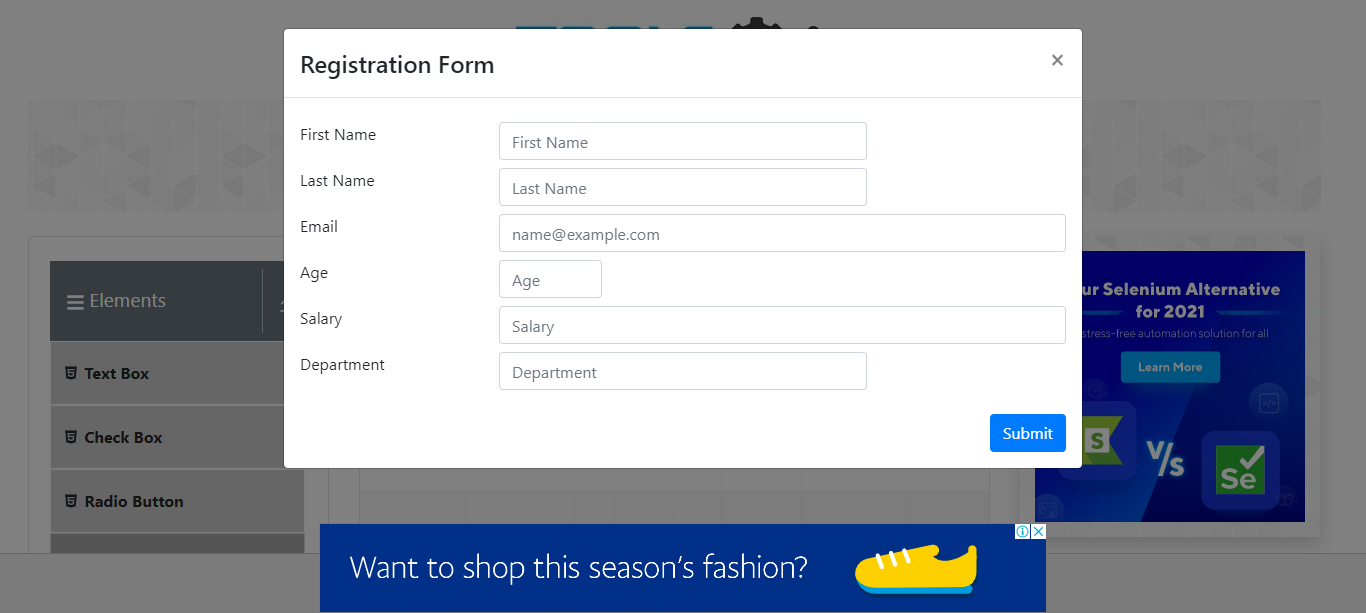 Registration Form
×
First Name
First Name
Last Name
Last Name
Email
name@example.com
Age
Age
Salary
Salary
Department
Department
Submit
Elements
Text Box
Check Box
Radio Button
ur Selenium Alternative
for 2021
stress-free automation solution for all
Learn More
S
V/s
Se
Want to shop this season's fashion?